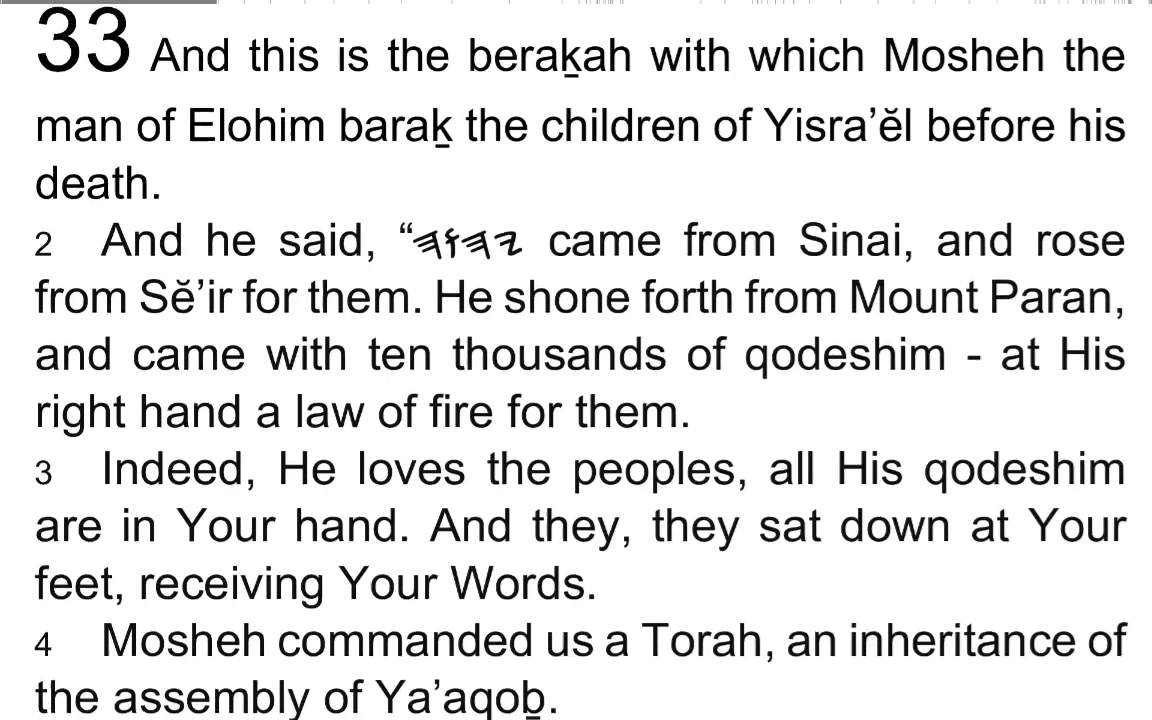 33 And this is the beraḵah with which Mosheh the
man of Elohim baraḵ the children of Yisra’ĕl before his
death.
2 And he said, “𐤉𐤄𐤅𐤄 came from Sinai, and rose
from Sĕ’ir for them. He shone forth from Mount Paran,
and came with ten thousands of qodeshim - at His
right hand a law of fire for them.
3 Indeed, He loves the peoples, all His qodeshim
are in Your hand. And they, they sat down at Your
feet, receiving Your Words.
4 Mosheh commanded us a Torah, an inheritance of
the assembly of Ya’aqoḇ.